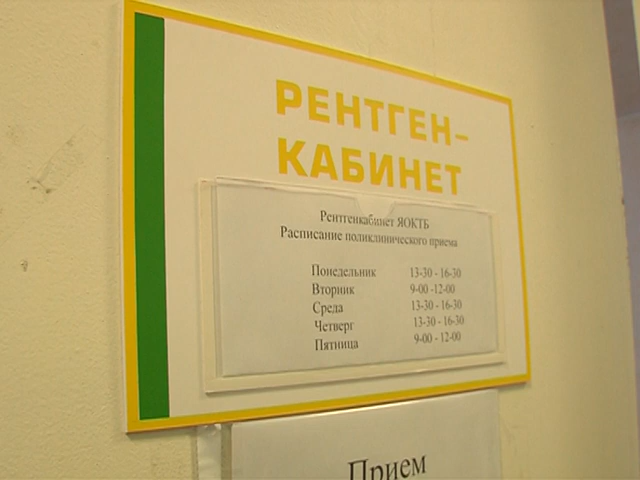 РЕНТГЕН-
КАБИНЕТ
Рентгенкабинет ЯОКТБ
Расписание поликлинического приема
Понедельник 13-30 - 16-30
Вторник 9-00 -12-00
Среда 13-30 - 16-30
Четверг 13-30 - 16-30
Пятница 9-00 - 12-00
Прием